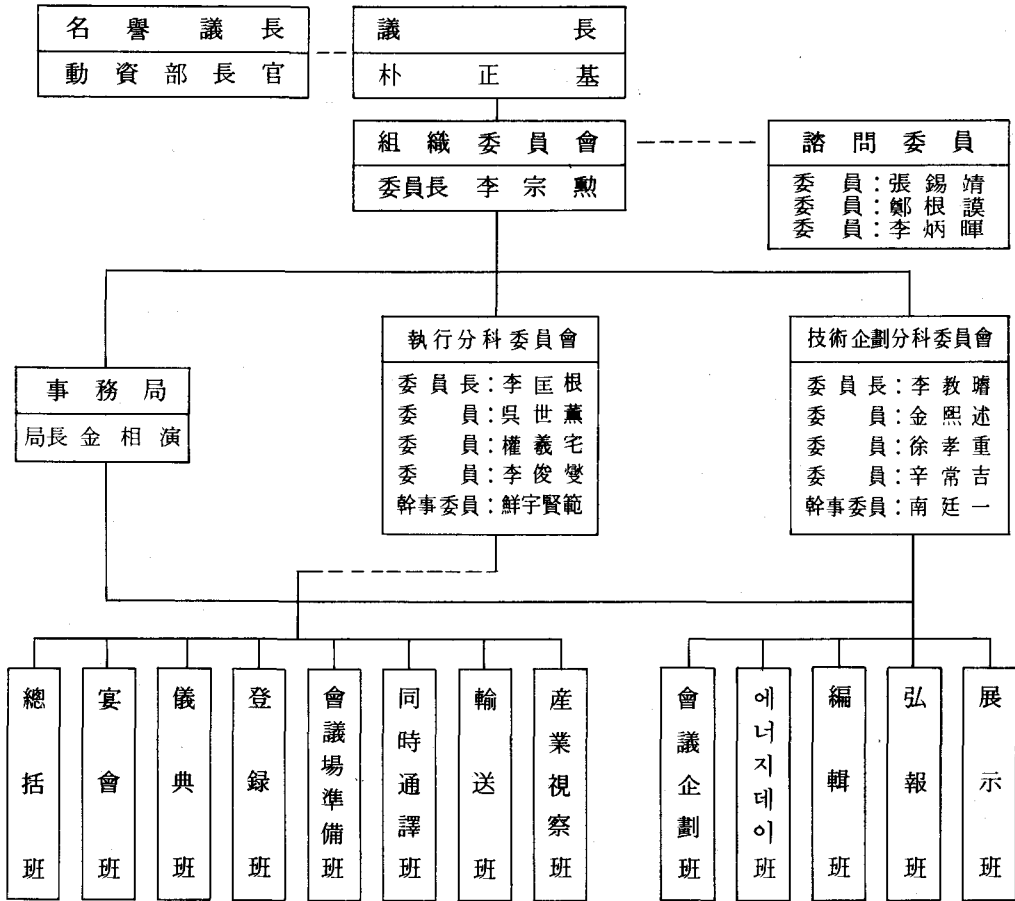 名譽議長
動資部長官
議長
朴正基
組織委員會
委員長 李宗勲
諮問委員
委員：張錫靖
委員：鄭根謨
委員：李炳暉
執行分科委員會
委員長：李匡根
委員：吳世薰
委員：權羲宅
委員：李俊燮
幹事委員：鮮宇賢範
技術企劃分科委員會
委員長：李教璿
委員：金熙述
委員：徐孝重
委員：辛常吉
幹事委員：南廷一
事務局
局長 金相演
總括班
宴會班
儀典班
登録班
會議場準備班
同時通譯班
輸送班
産業視察班
會議企劃班
에너지데이班
編輯班
弘報班
展示班